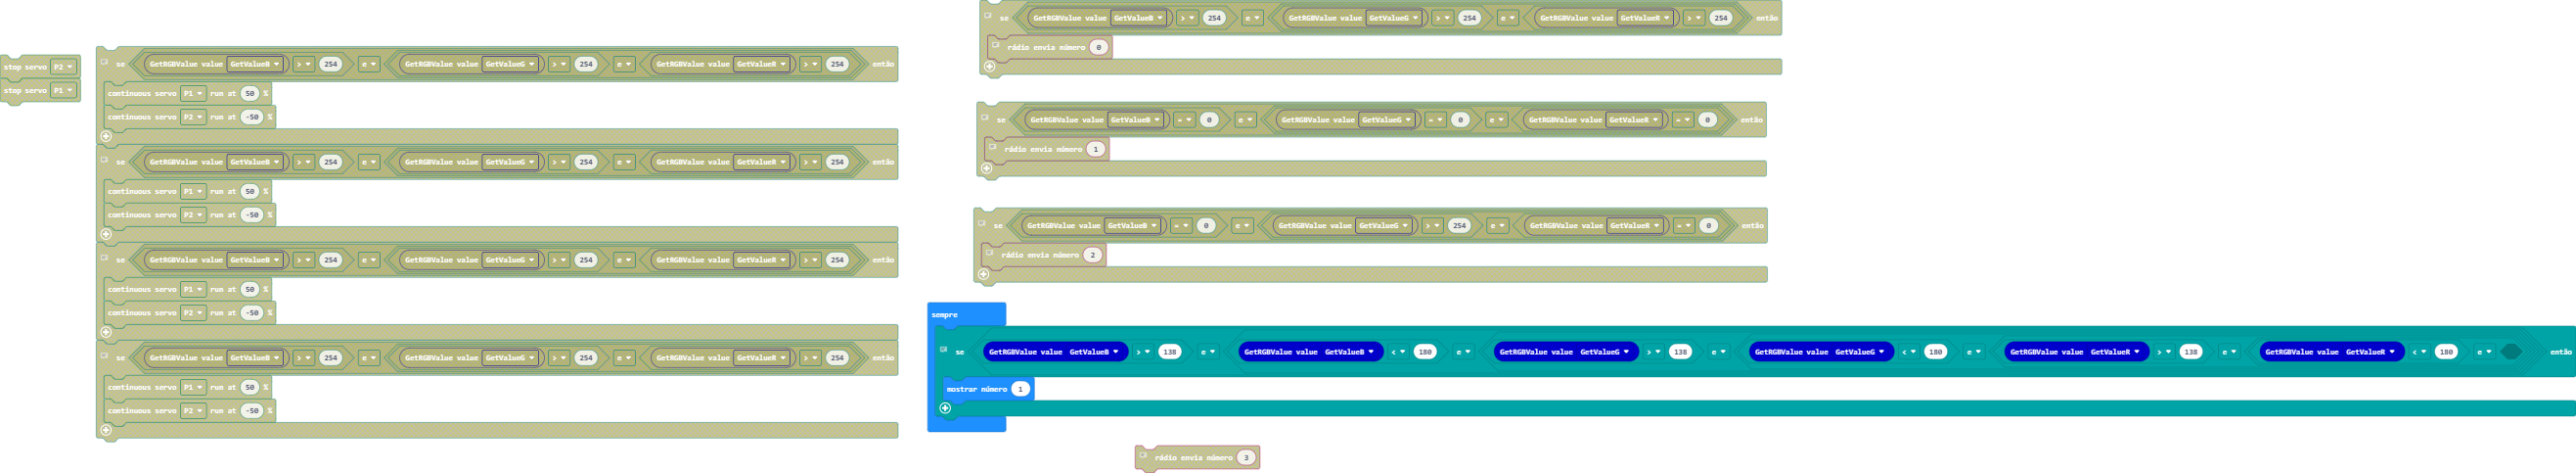 stop servo P2
stop servo P1
se GetRGBValue value GetValueB > 254 e GetRGBValue value GetValueG > 254 e GetRGBValue value GetValueR > 254 então
continuous servo P1 run at 50 %
continuous servo P2 run at -50 %
se GetRGBValue value GetValueB > 254 e GetRGBValue value GetValueG > 254 e GetRGBValue value GetValueR > 254 então
continuous servo P1 run at 50 %
continuous servo P2 run at -50 %
se GetRGBValue value GetValueB > 254 e GetRGBValue value GetValueG > 254 e GetRGBValue value GetValueR > 254 então
continuous servo P1 run at 50 %
continuous servo P2 run at -50 %
se GetRGBValue value GetValueB > 254 e GetRGBValue value GetValueG > 254 e GetRGBValue value GetValueR > 254 então
continuous servo P1 run at 50 %
continuous servo P2 run at -50 %
se GetRGBValue value GetValueB > 254 e GetRGBValue value GetValueG > 254 e GetRGBValue value GetValueR > 254 então
rádio envia número 0
se GetRGBValue value GetValueB = 0 e GetRGBValue value GetValueG = 0 e GetRGBValue value GetValueR = 0 então
rádio envia número 1
se GetRGBValue value GetValueB = 0 e GetRGBValue value GetValueG > 254 e GetRGBValue value GetValueR = 0 então
rádio envia número 2
sempre
se GetRGBValue value GetValueB > 138 e GetRGBValue value GetValueB < 180 e GetRGBValue value GetValueG > 138 e GetRGBValue value GetValueG < 180 e GetRGBValue value GetValueR > 138 e GetRGBValue value GetValueR < 180 e então
mostrar número 1
rádio envia número 3